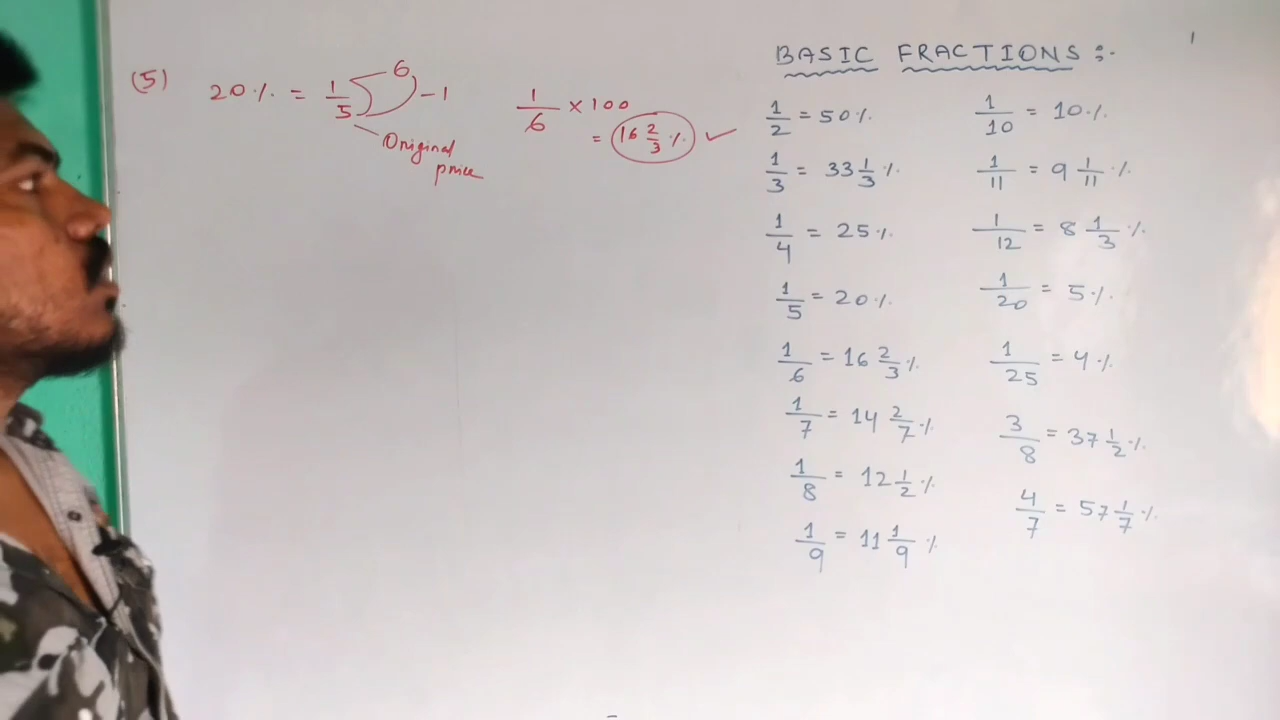 (5) 20% = 1/5 6 -1
Original price
1/6 × 100
= 16 2/3 %
BASIC FRACTIONS :-
1/2 = 50%
1/3 = 33 1/3 %
1/4 = 25%
1/5 = 20%
1/6 = 16 2/3 %
1/7 = 14 2/7 %
1/8 = 12 1/2 %
1/9 = 11 1/9 %
1/10 = 10%
1/11 = 9 1/11 %
1/12 = 8 1/3 %
1/20 = 5%
1/25 = 4%
3/8 = 37 1/2 %
4/7 = 57 1/7 %